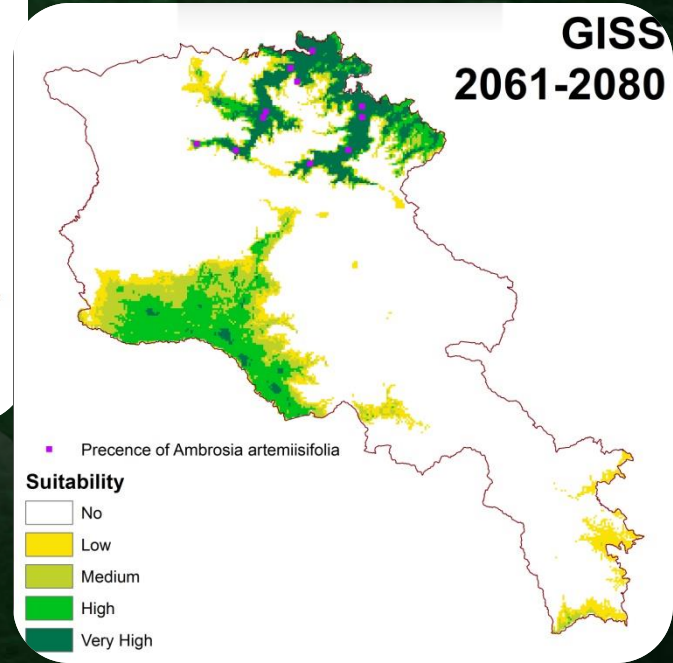 GISS
2061-2080
Precence of Ambrosia artemiisifolia
Suitability
No
Low
Medium
High
Very High